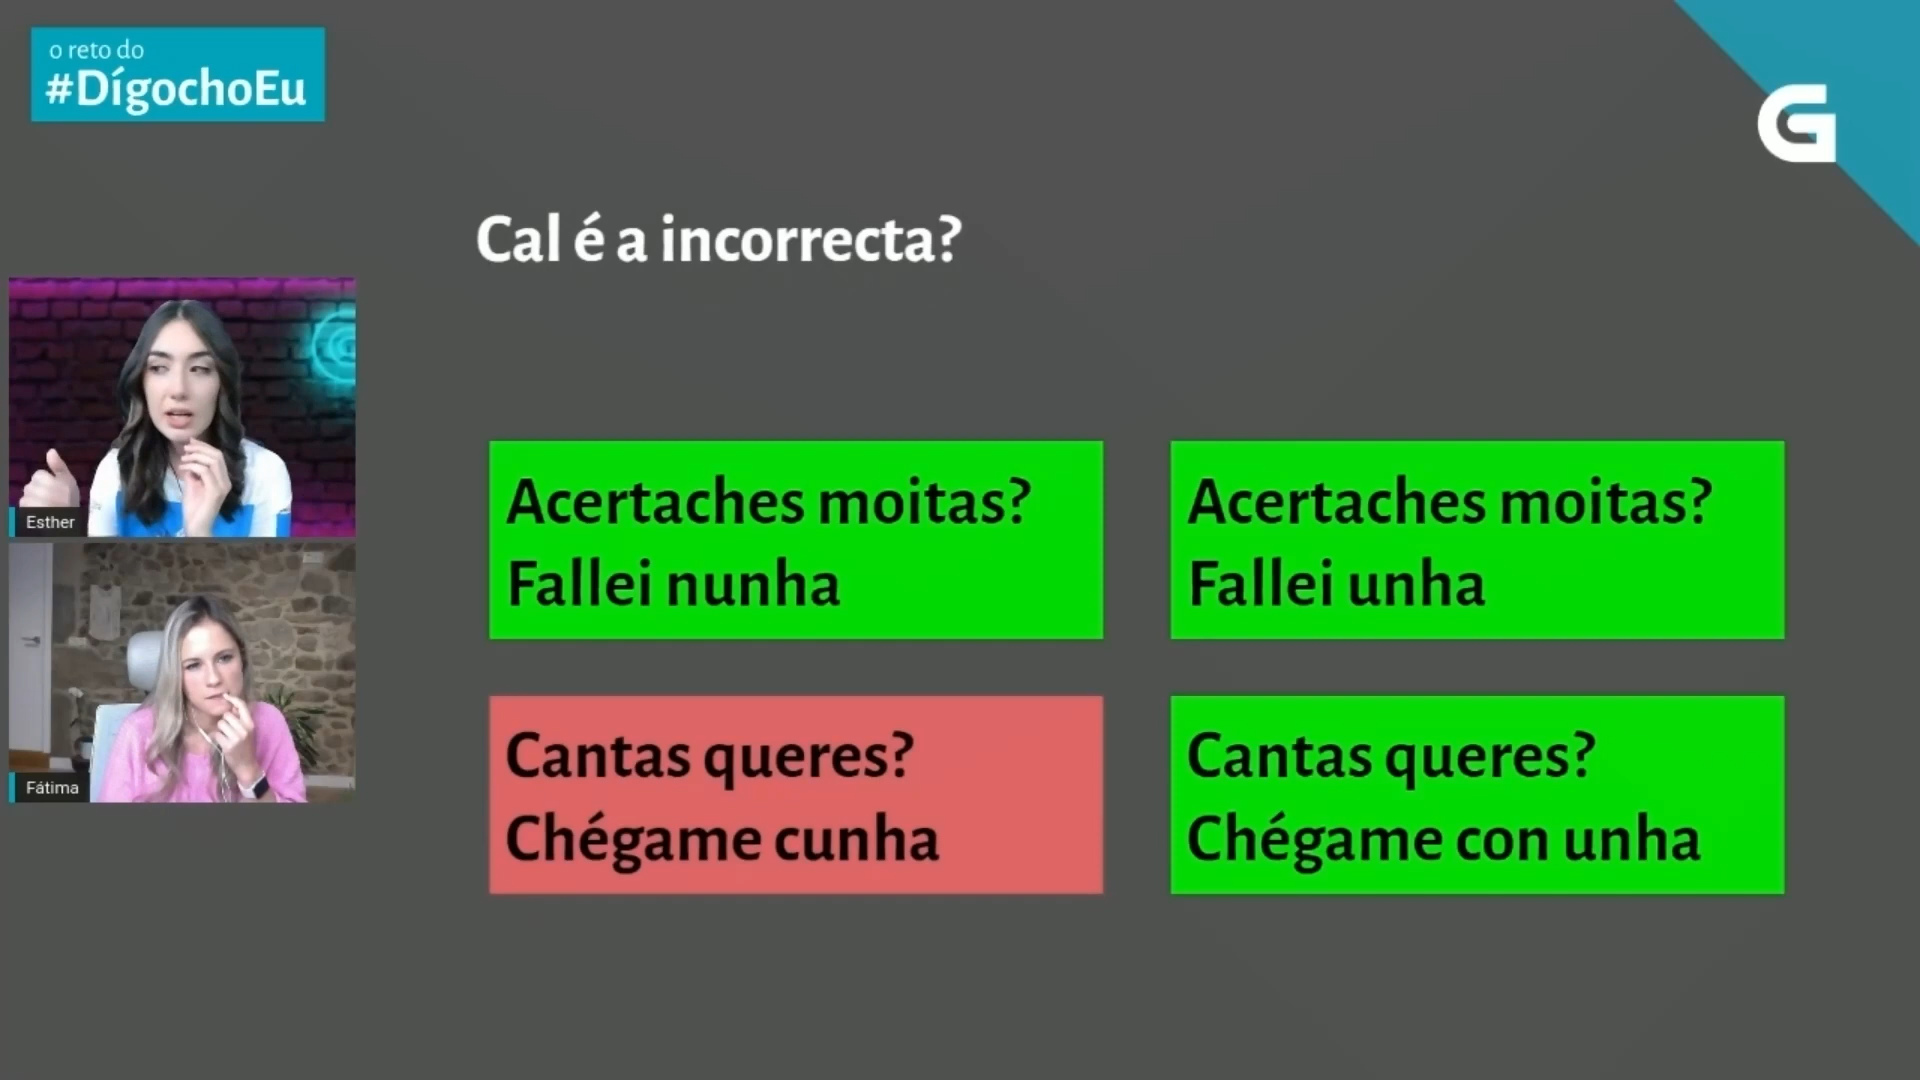 o reto do
#DígochoEu
G
Cal é a incorrecta?
Acertaches moitas?
Fallei nunha
Acertaches moitas?
Fallei unha
Cantas queres?
Chégame cunha
Cantas queres?
Chégame con unha
Esther
Fátima